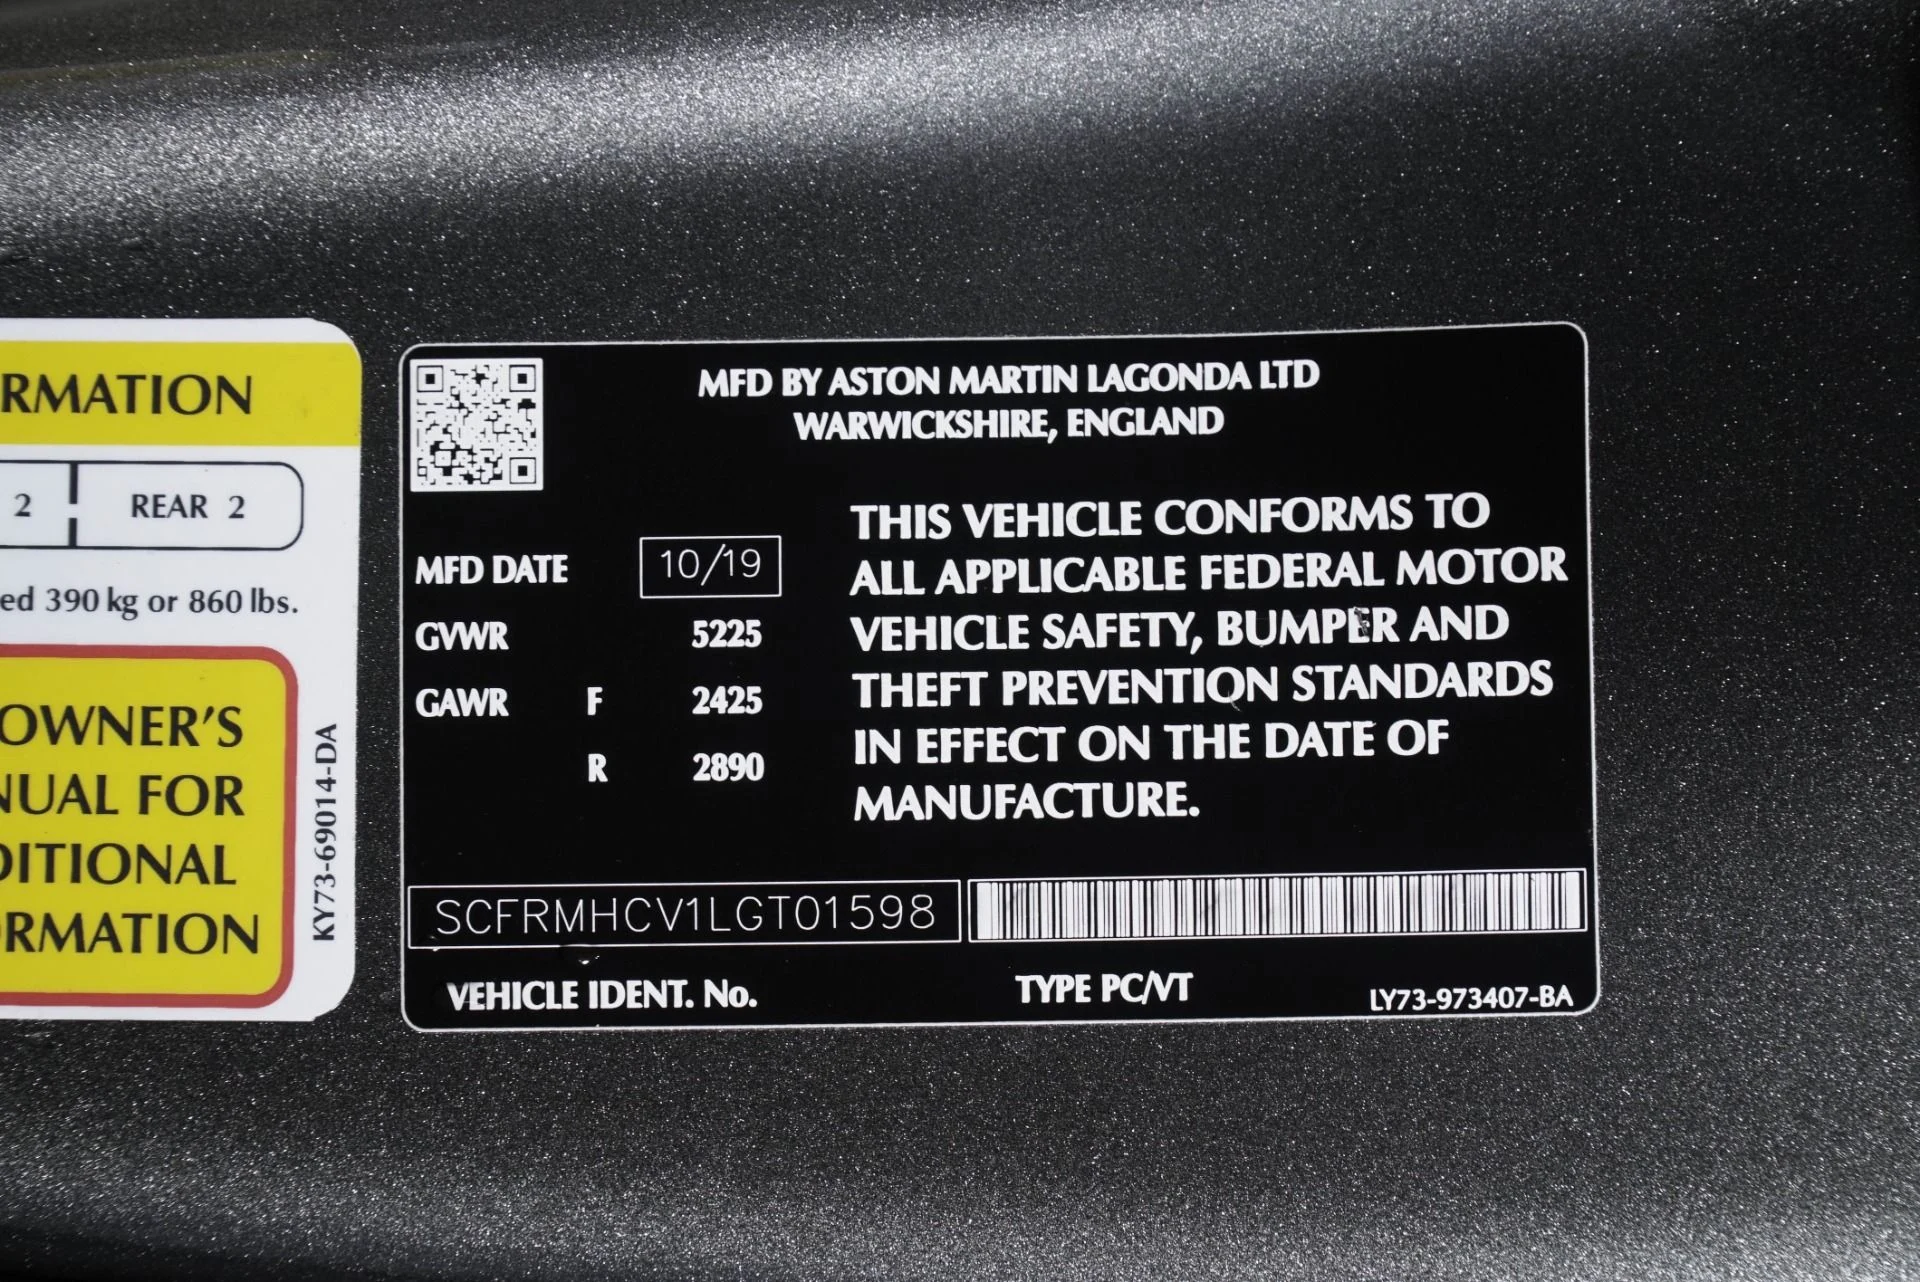 RMATION
2 REAR 2
ed 390 kg or 860 lbs.
OWNER'S
NUAL FOR
DITIONAL
ORMATION
KY73-69014-DA
MFD BY ASTON MARTIN LAGONDA LTD
WARWICKSHIRE, ENGLAND
MFD DATE 10/19
GVWR 5225
GAWR F 2425
R 2890
THIS VEHICLE CONFORMS TO
ALL APPLICABLE FEDERAL MOTOR
VEHICLE SAFETY, BUMPER AND
THEFT PREVENTION STANDARDS
IN EFFECT ON THE DATE OF
MANUFACTURE.
SCFRMHCV1LGT01598
VEHICLE IDENT. No. TYPE PC/VT LY73-973407-BA